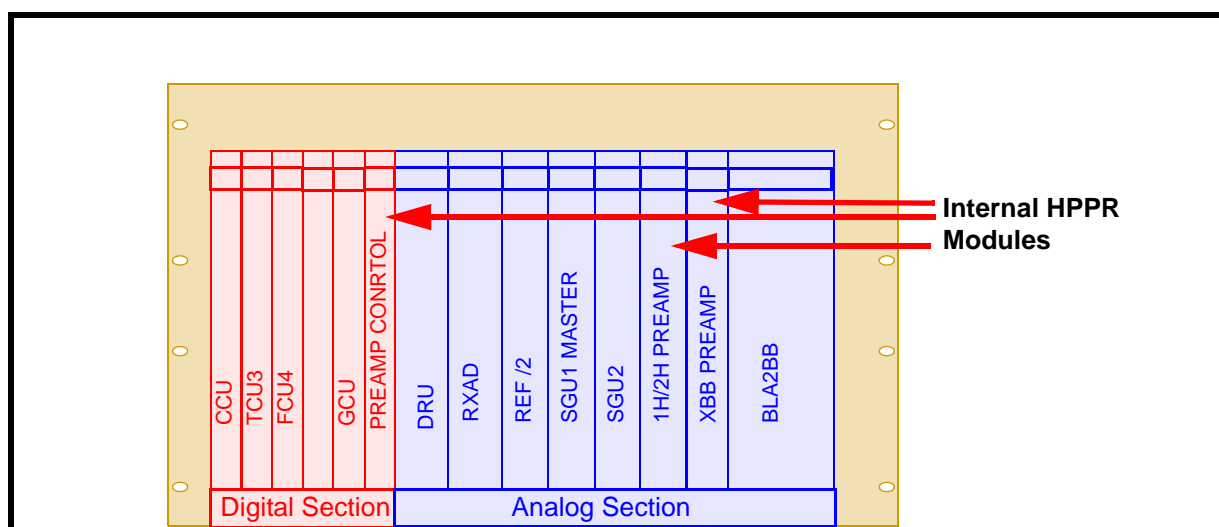 Internal HPPR
Modules
CCU
TCU3
FCU4
GCU
PREAMP CONRTOL
DRU
RXAD
REF /2
SGU1 MASTER
SGU2
1H/2H PREAMP
XBB PREAMP
BLA2BB
Digital Section
Analog Section